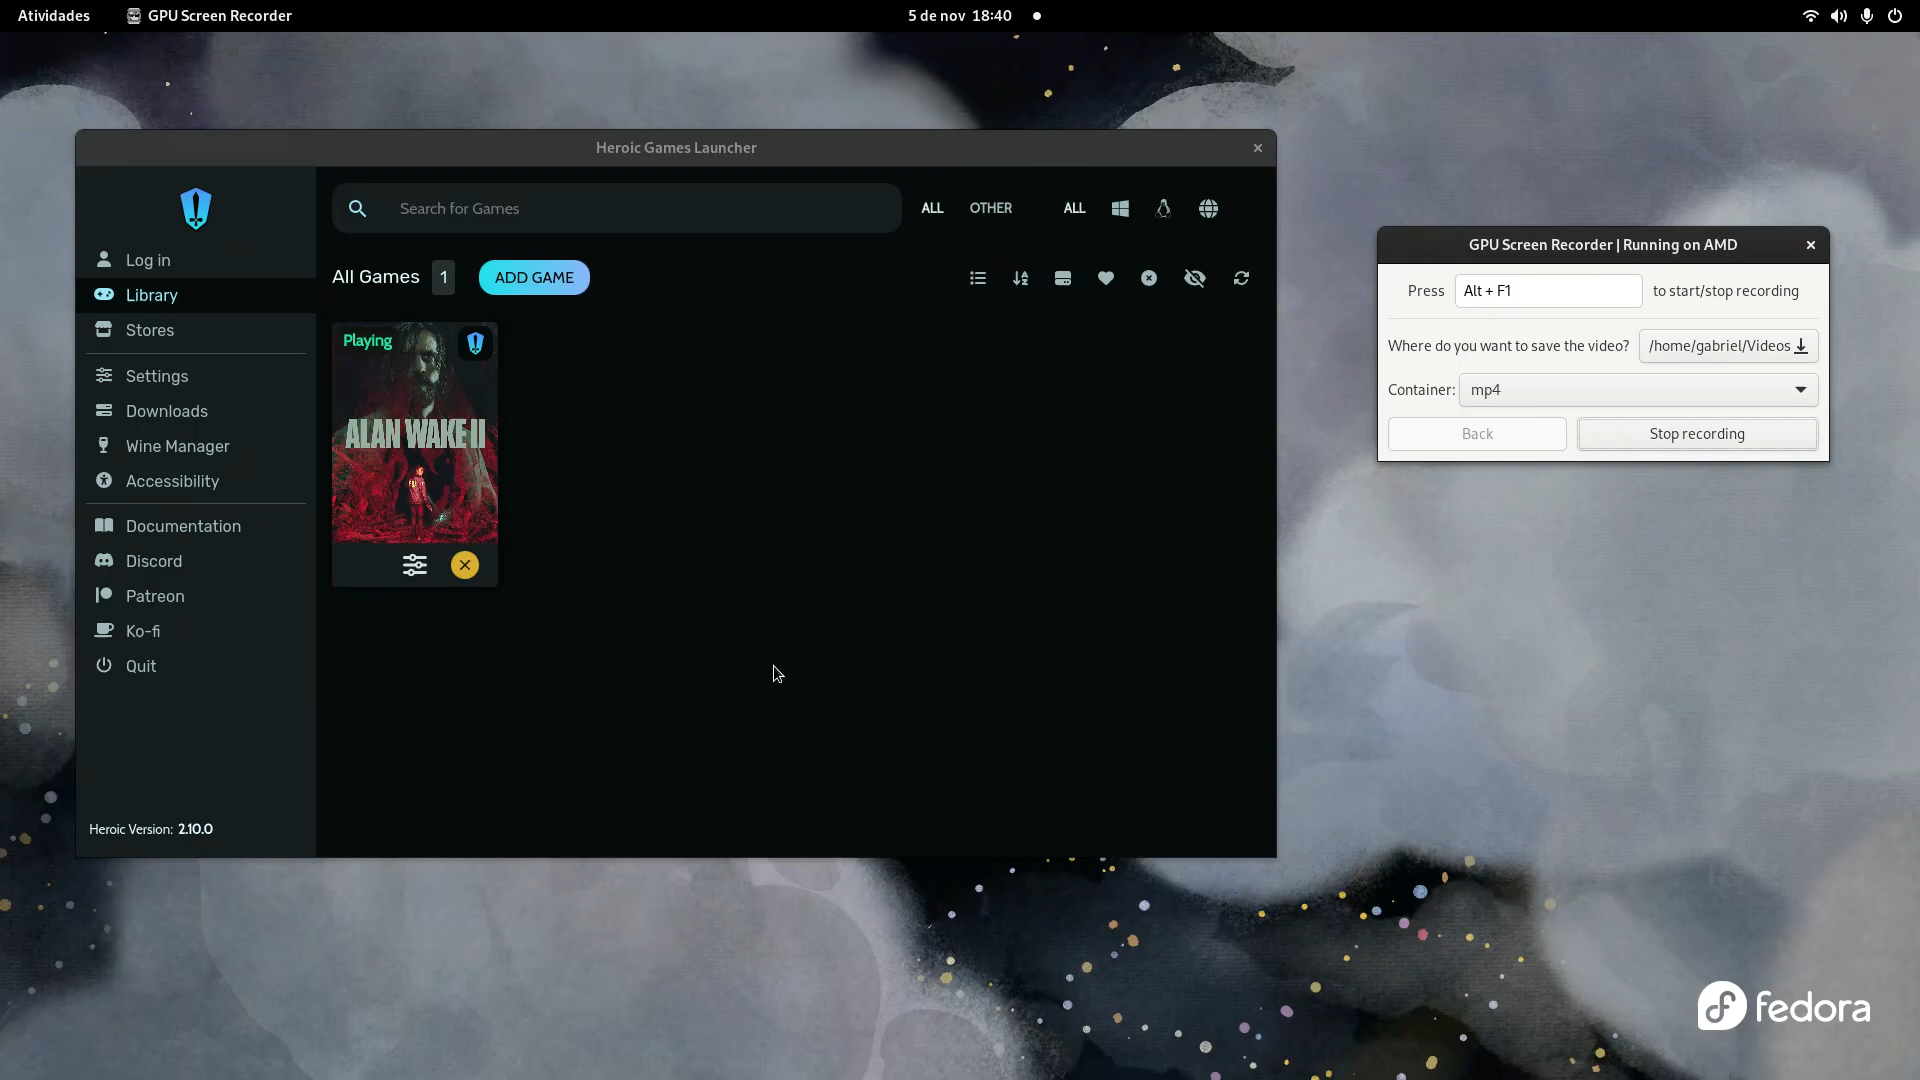 Atividades
GPU Screen Recorder
5 de nov 18:40
Heroic Games Launcher
Log in
Library
Stores
Settings
Downloads
Wine Manager
Accessibility
Documentation
Discord
Patreon
Ko-fi
Quit
Heroic Version: 2.10.0
Search for Games
ALL OTHER ALL
All Games 1 ADD GAME
Playing
ALAN WAKE II
GPU Screen Recorder | Running on AMD
Press Alt + F1 to start/stop recording
Where do you want to save the video? /home/gabriel/Videos
Container: mp4
Back Stop recording
fedora